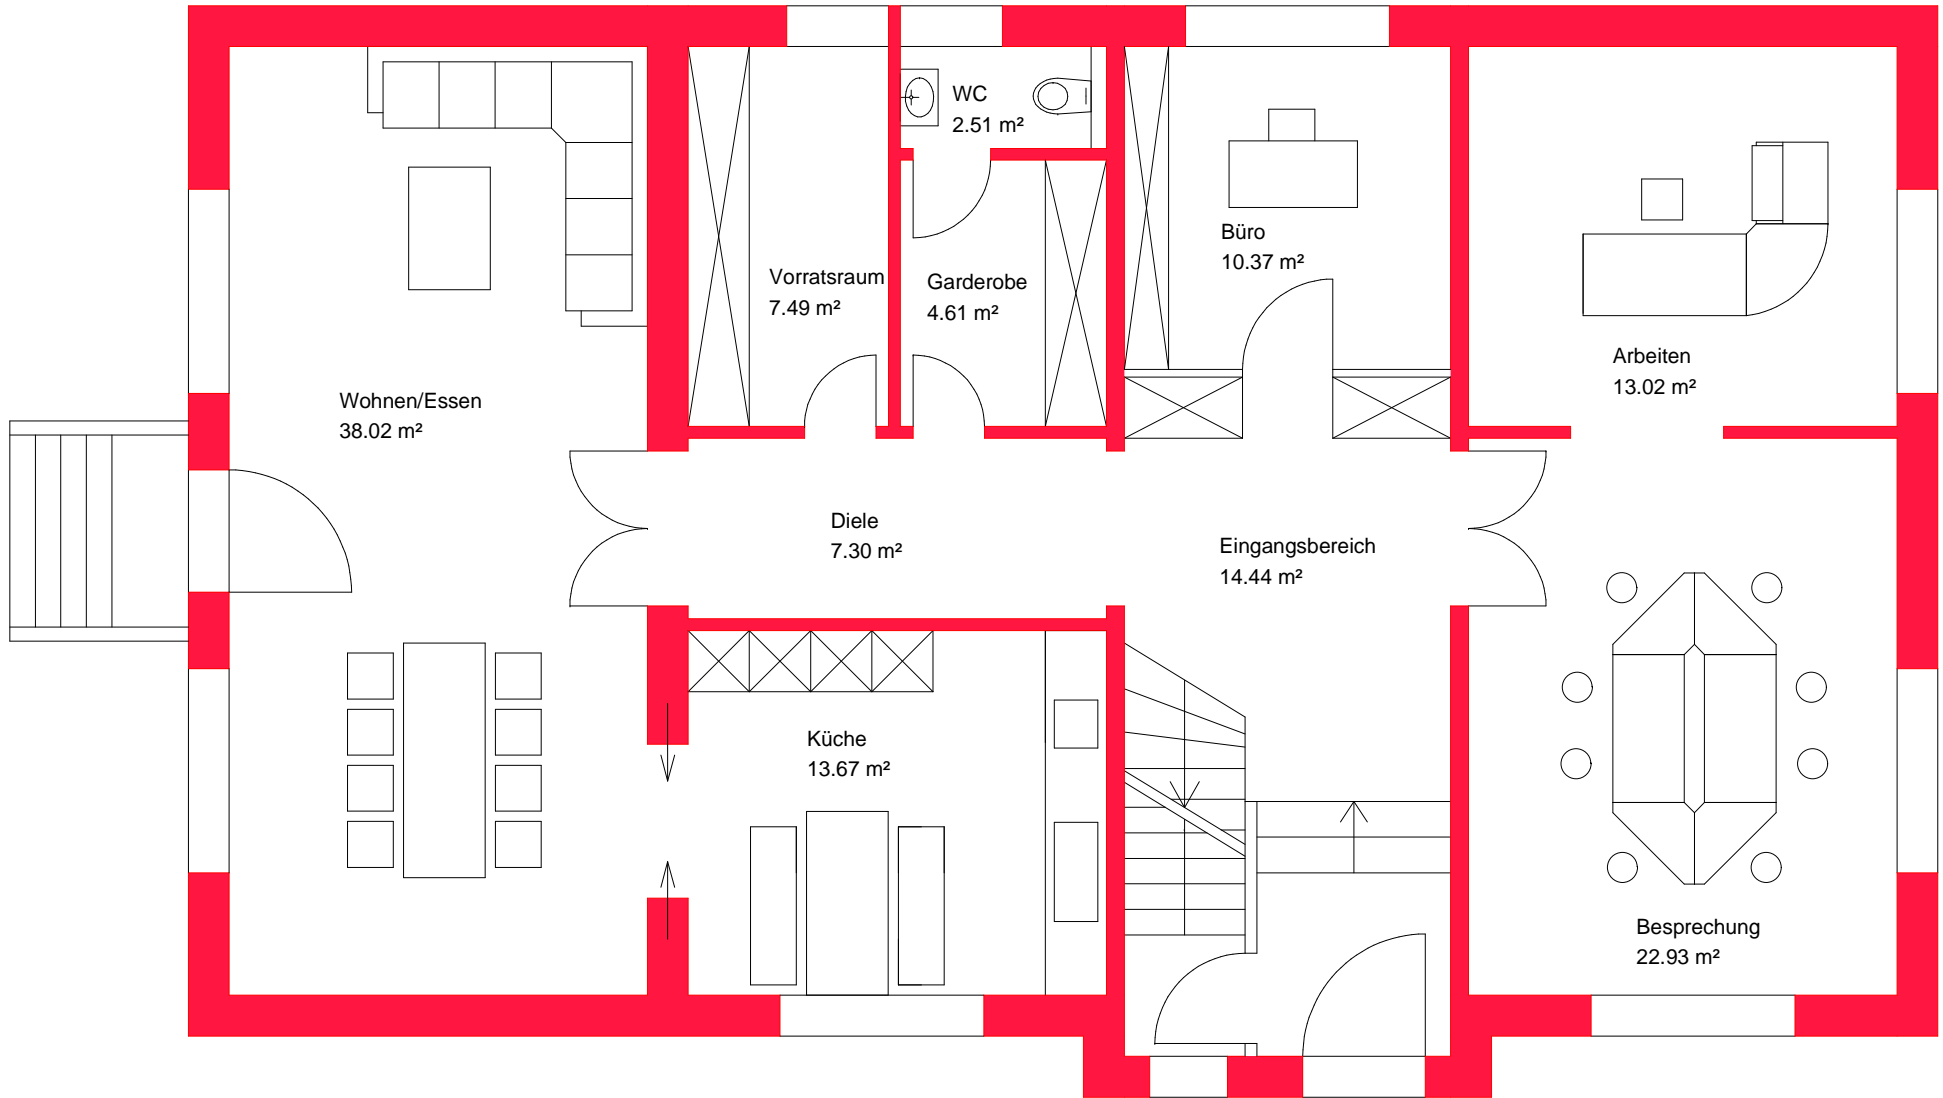 WC
2.51 m²
Büro
10.37 m²
Vorratsraum
7.49 m²
Garderobe
4.61 m²
Arbeiten
13.02 m²
Wohnen/Essen
38.02 m²
Diele
7.30 m²
Eingangsbereich
14.44 m²
Küche
13.67 m²
Besprechung
22.93 m²